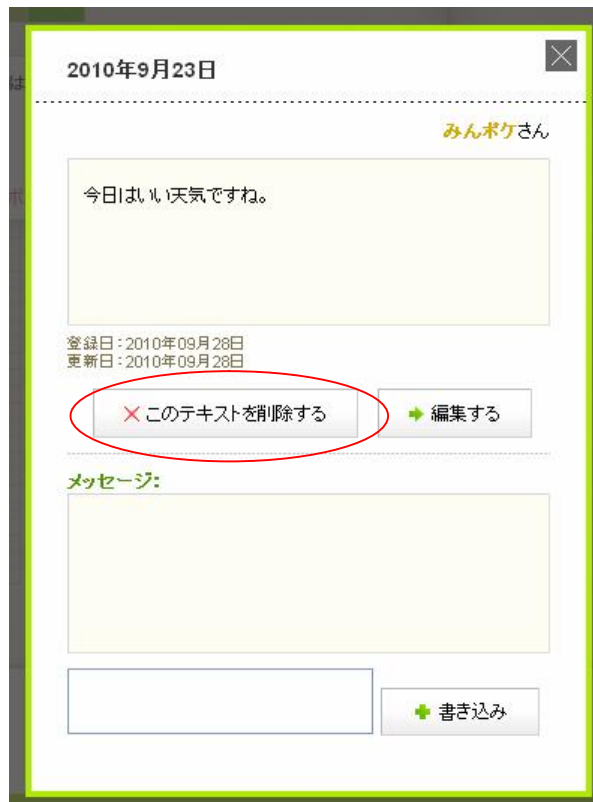 2010年9月23日
みんポケさん
今日はいい天気ですね。
登録日:2010年09月28日
更新日:2010年09月28日
このテキストを削除する
編集する
メッセージ:
書き込み